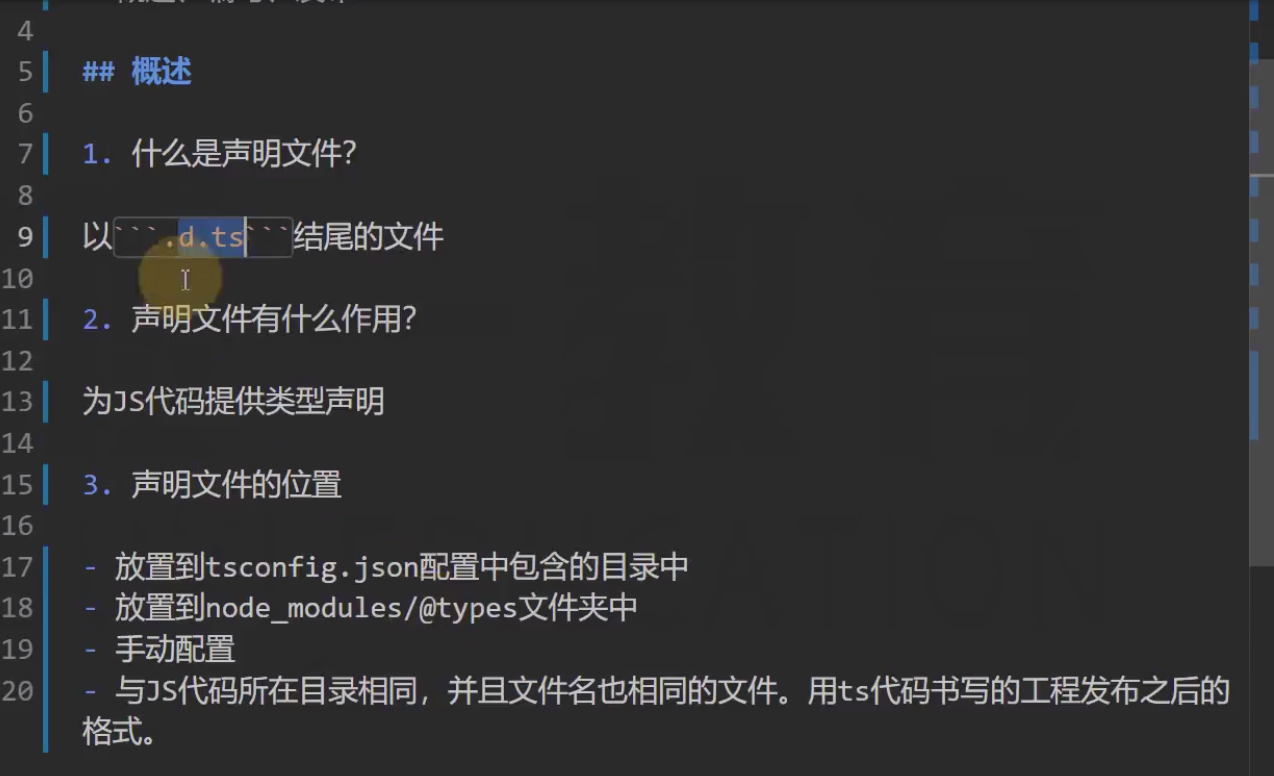 4
5 ## 概述
6
7 1. 什么是声明文件?
8
9 以```.d.ts```结尾的文件
10
11 2. 声明文件有什么作用?
12
13 为JS代码提供类型声明
14
15 3. 声明文件的位置
16
17 - 放置到tsconfig.json配置中包含的目录中
18 - 放置到node_modules/@types文件夹中
19 - 手动配置
20 - 与JS代码所在目录相同，并且文件名也相同的文件。用ts代码书写的工程发布之后的
格式。